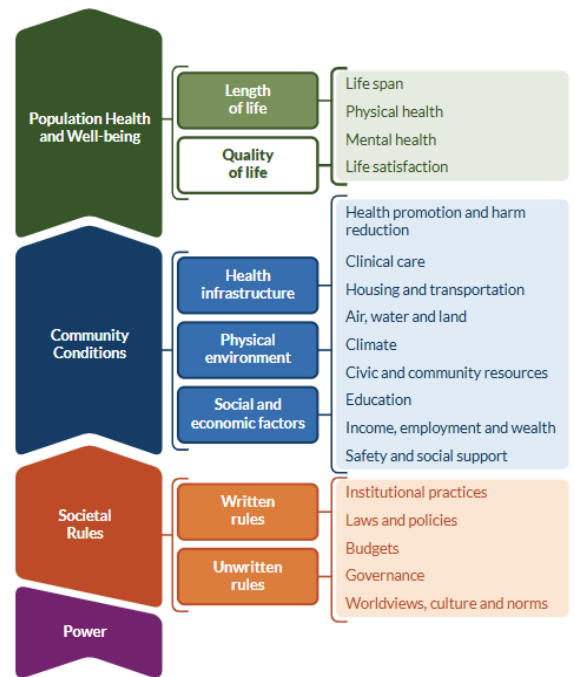 Population Health
and Well-being
Length
of life
Quality
of life
Life span
Physical health
Mental health
Life satisfaction
Community
Conditions
Health
infrastructure
Physical
environment
Social and
economic factors
Health promotion and harm
reduction
Clinical care
Housing and transportation
Air, water and land
Climate
Civic and community resources
Education
Income, employment and wealth
Safety and social support
Societal
Rules
Written
rules
Unwritten
rules
Institutional practices
Laws and policies
Budgets
Governance
Worldviews, culture and norms
Power